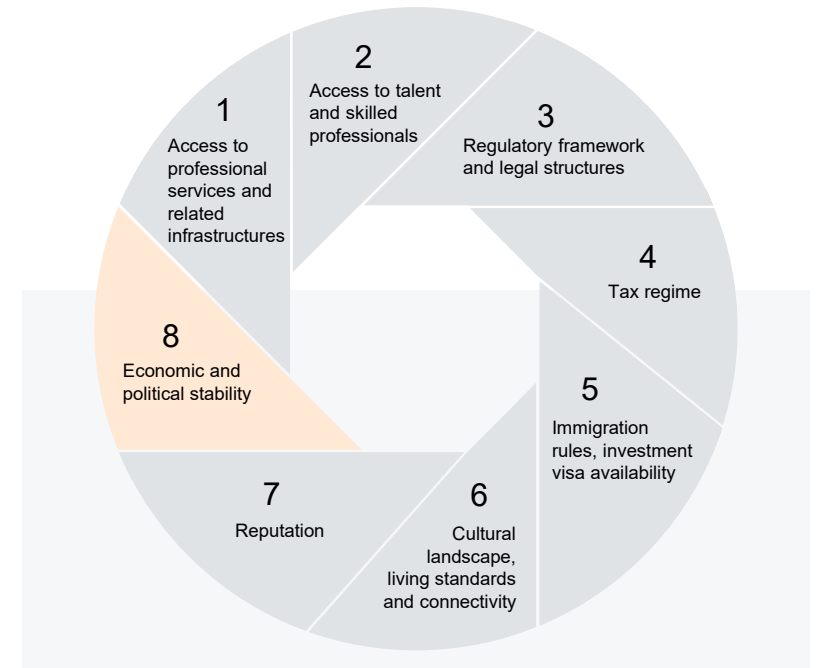 1
Access to
professional
services and
related
infrastructures
2
Access to talent
and skilled
professionals
3
Regulatory framework
and legal structures
4
Tax regime
5
Immigration
rules, investment
visa availability
6
Cultural
landscape,
living standards
and connectivity
7
Reputation
8
Economic and
political stability